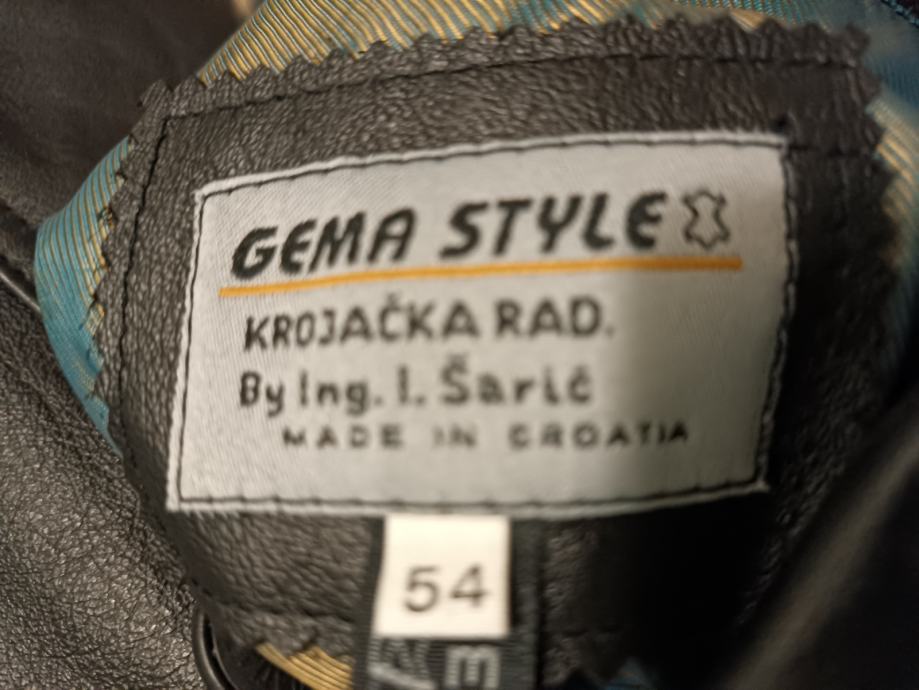 GEMA STYLE
KROJAČKA RAD.
By Ing. I. Šarić
MADE IN CROATIA
54